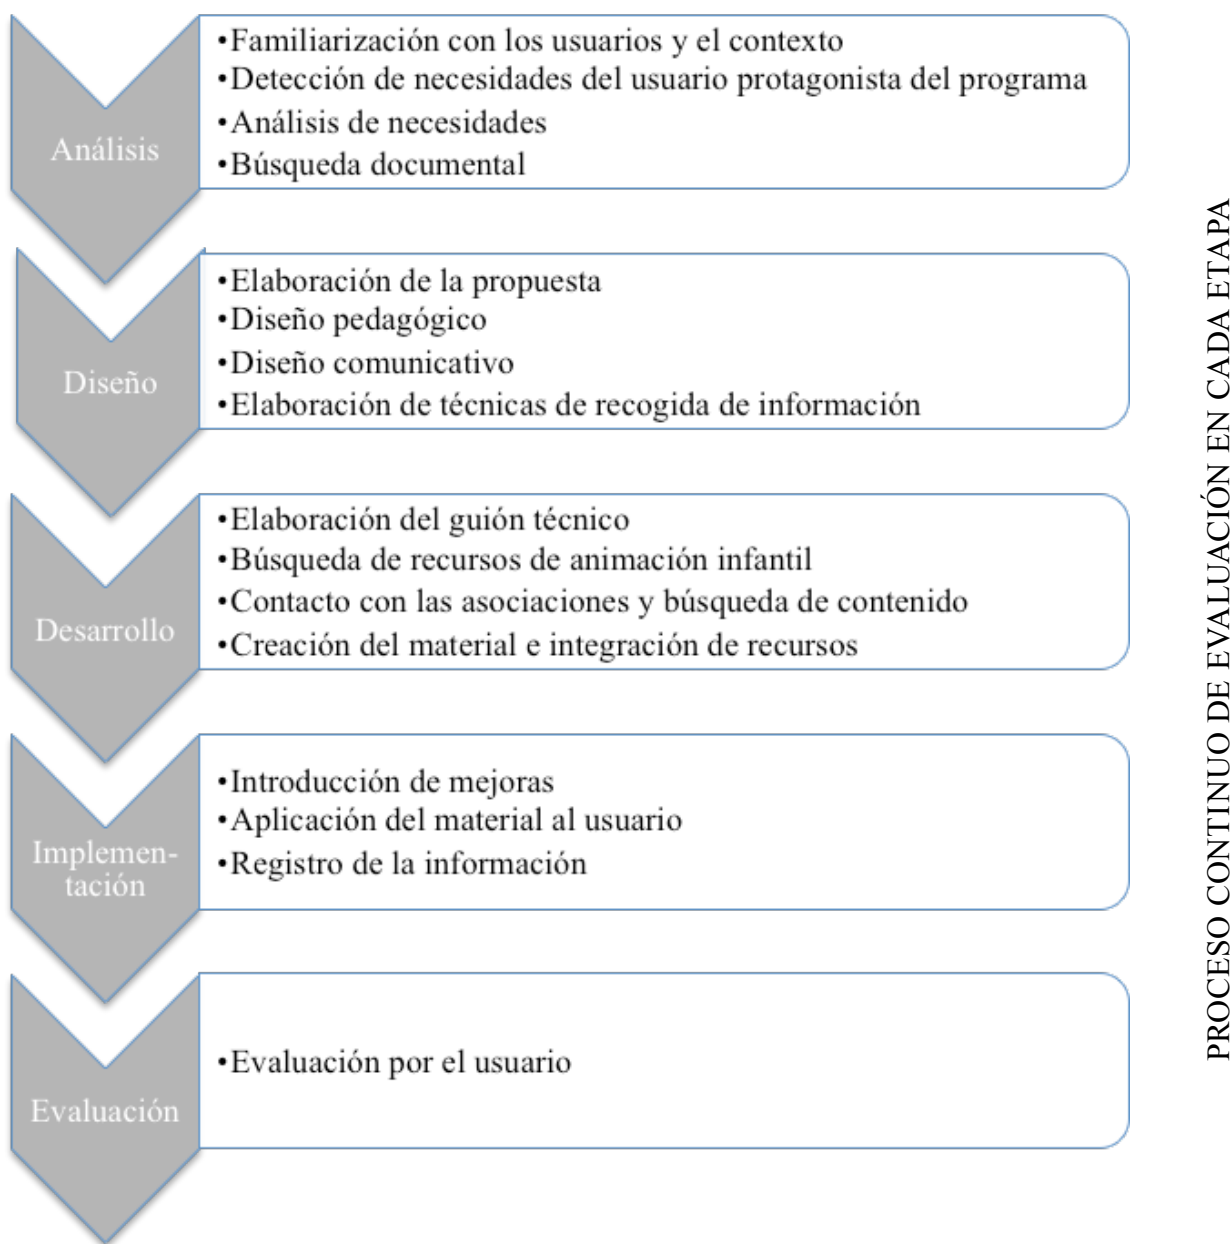 Análisis
•Familiarización con los usuarios y el contexto
•Detección de necesidades del usuario protagonista del programa
•Análisis de necesidades
•Búsqueda documental
Diseño
•Elaboración de la propuesta
•Diseño pedagógico
•Diseño comunicativo
•Elaboración de técnicas de recogida de información
Desarrollo
•Elaboración del guión técnico
•Búsqueda de recursos de animación infantil
•Contacto con las asociaciones y búsqueda de contenido
•Creación del material e integración de recursos
Implemen-
tación
•Introducción de mejoras
•Aplicación del material al usuario
•Registro de la información
Evaluación
•Evaluación por el usuario
PROCESO CONTINUO DE EVALUACIÓN EN CADA ETAPA